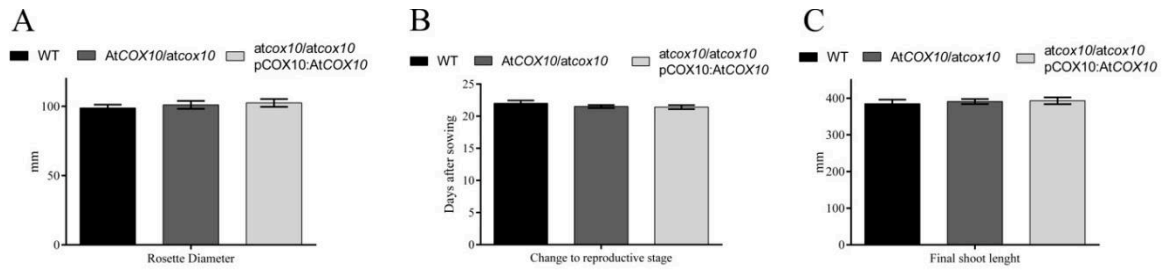 A
WT
AtCOX10/atcox10
atcox10/atcox10
pCOX10:AtCOX10
100
50
0
mm
Rosette Diameter
B
WT
AtCOX10/atcox10
atcox10/atcox10
pCOX10:AtCOX10
25
20
15
10
5
0
Days after sowing
Change to reproductive stage
C
WT
AtCOX10/atcox10
atcox10/atcox10
pCOX10:AtCOX10
400
300
200
100
0
mm
Final shoot lenght